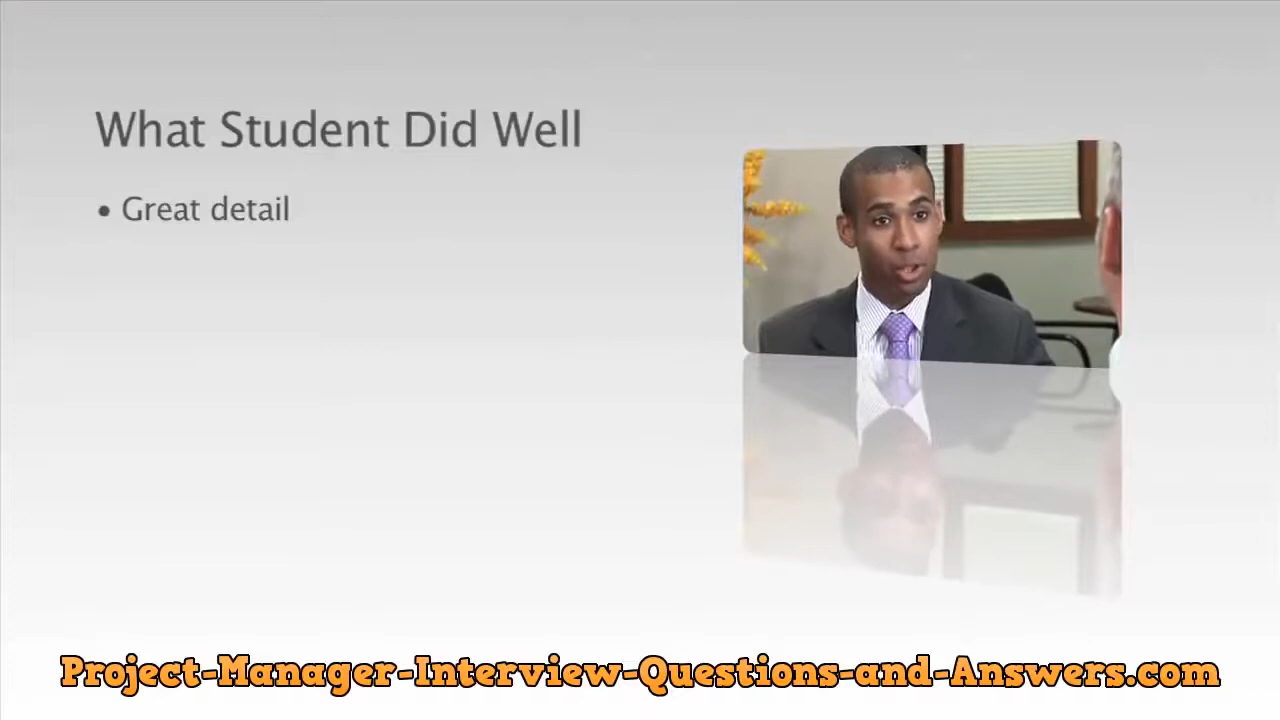 What Student Did Well
• Great detail
Project-Manager-Interview-Questions-and-Answers.com